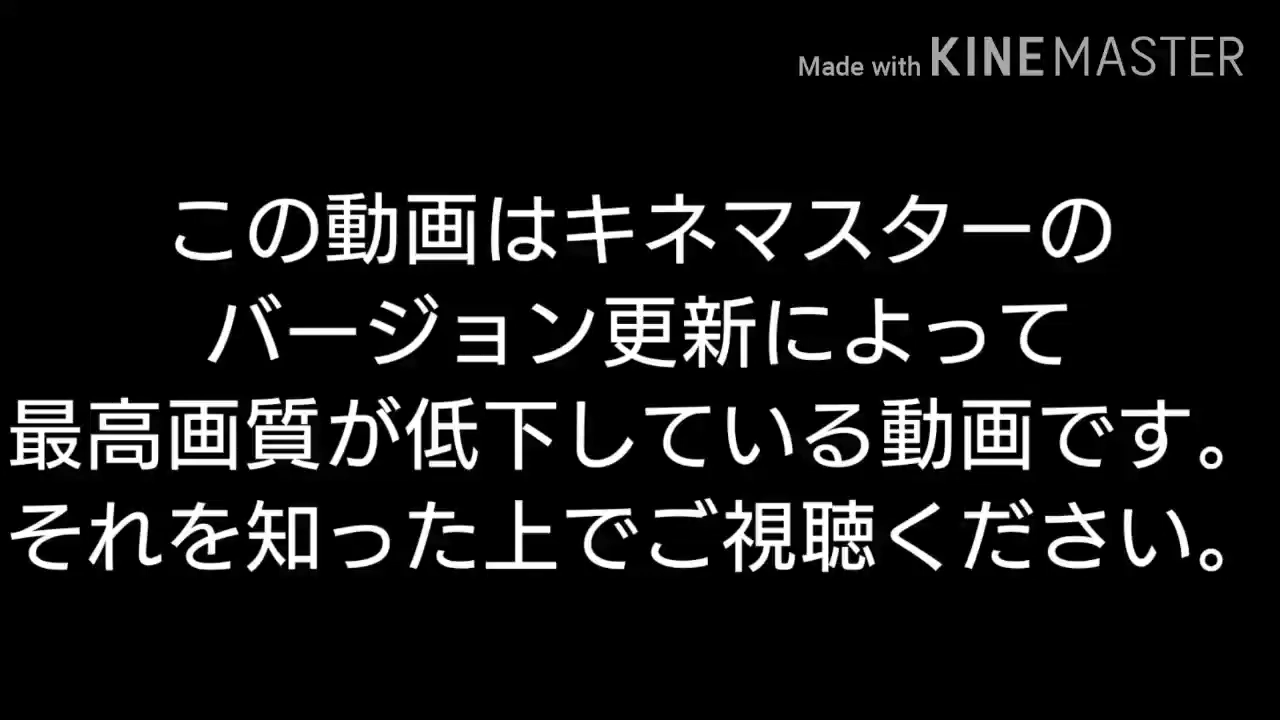 Made with KINEMASTER
この動画はキネマスターの
バージョン更新によって
最高画質が低下している動画です。
それを知った上でご視聴ください。